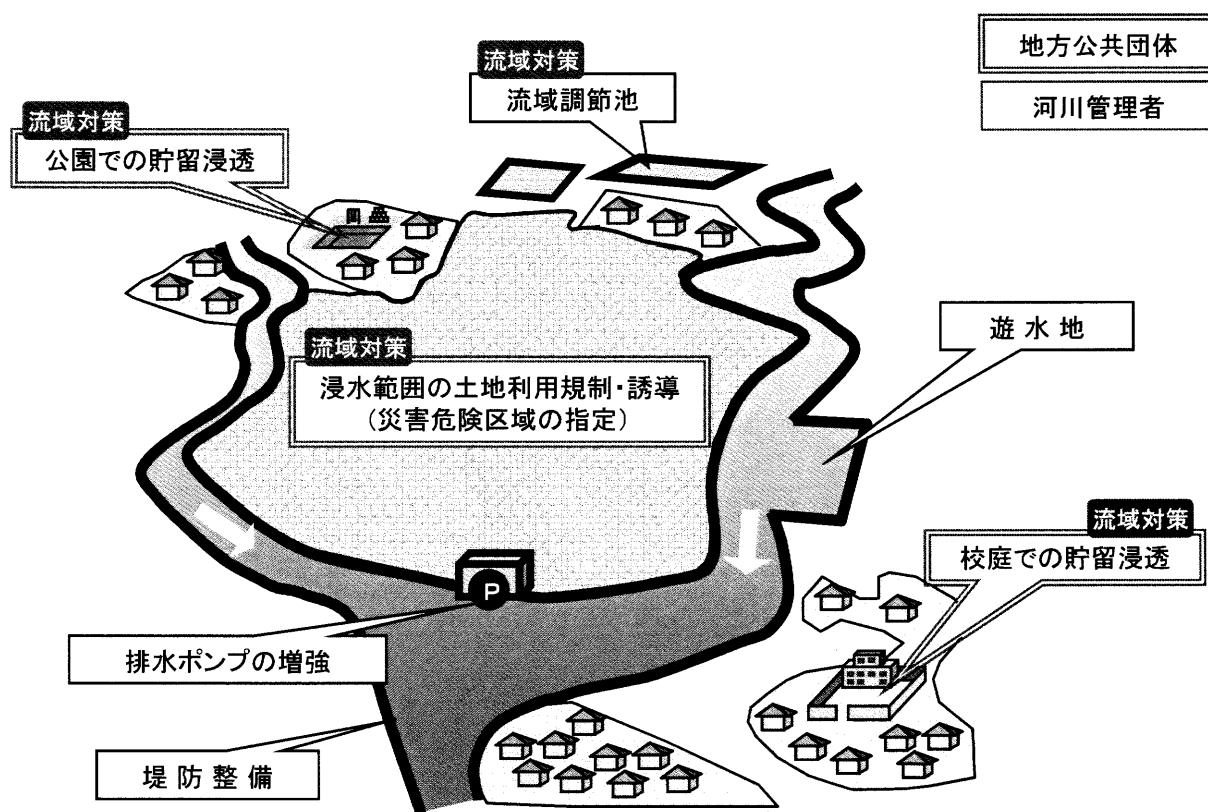 地方公共団体
河川管理者
流域対策
流域調節池
流域対策
公園での貯留浸透
遊水地
流域対策
浸水範囲の土地利用規制・誘導
(災害危険区域の指定)
流域対策
校庭での貯留浸透
P
排水ポンプの増強
堤防整備